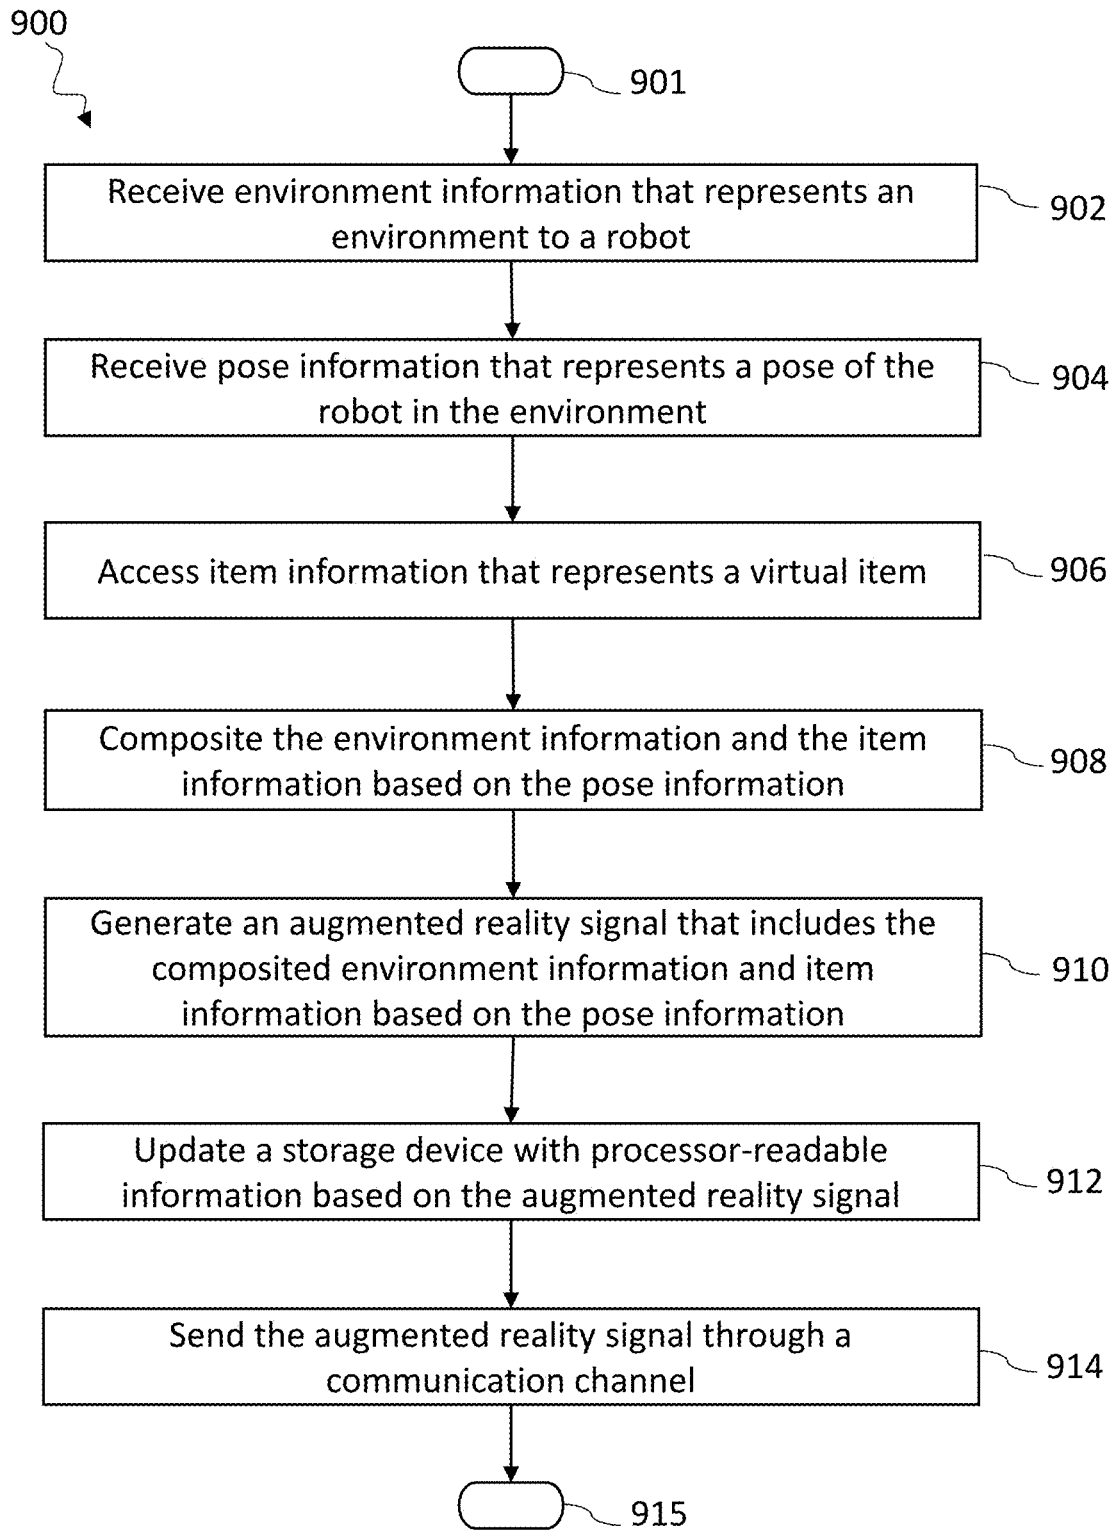 900
901
Receive environment information that represents an
environment to a robot
902
Receive pose information that represents a pose of the
robot in the environment
904
Access item information that represents a virtual item
906
Composite the environment information and the item
information based on the pose information
908
Generate an augmented reality signal that includes the
composited environment information and item
information based on the pose information
910
Update a storage device with processor-readable
information based on the augmented reality signal
912
Send the augmented reality signal through a
communication channel
914
915